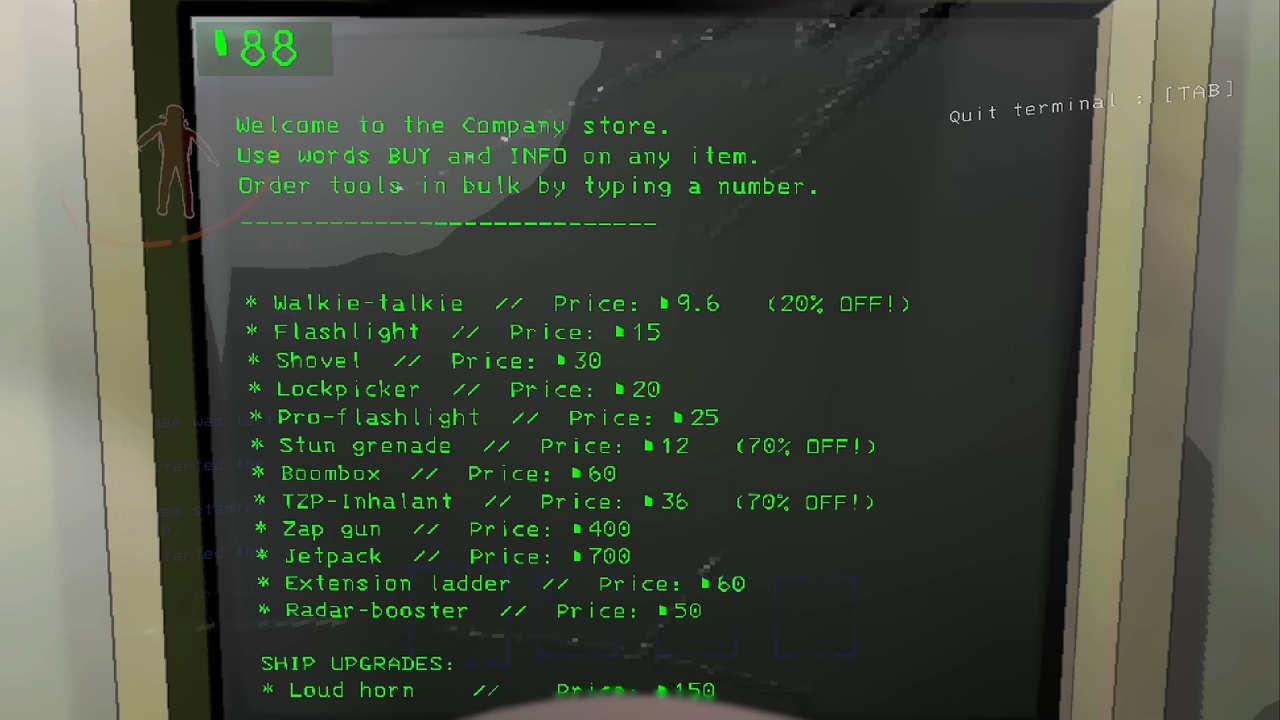 88
Quit terminal : [TAB]
Welcome to the Company store.
Use words BUY and INFO on any item.
Order tools in bulk by typing a number.
____________________________
* Walkie-talkie // Price: ▮9.6 (20% OFF!)
* Flashlight // Price: ▮15
* Shovel // Price: ▮30
* Lockpicker // Price: ▮20
* Pro-flashlight // Price: ▮25
* Stun grenade // Price: ▮12 (70% OFF!)
* Boombox // Price: ▮60
* TZP-Inhalant // Price: ▮36 (70% OFF!)
* Zap gun // Price: ▮400
* Jetpack // Price: ▮700
* Extension ladder // Price: ▮60
* Radar-booster // Price: ▮50
SHIP UPGRADES:
* Loud horn // Price: ▮150